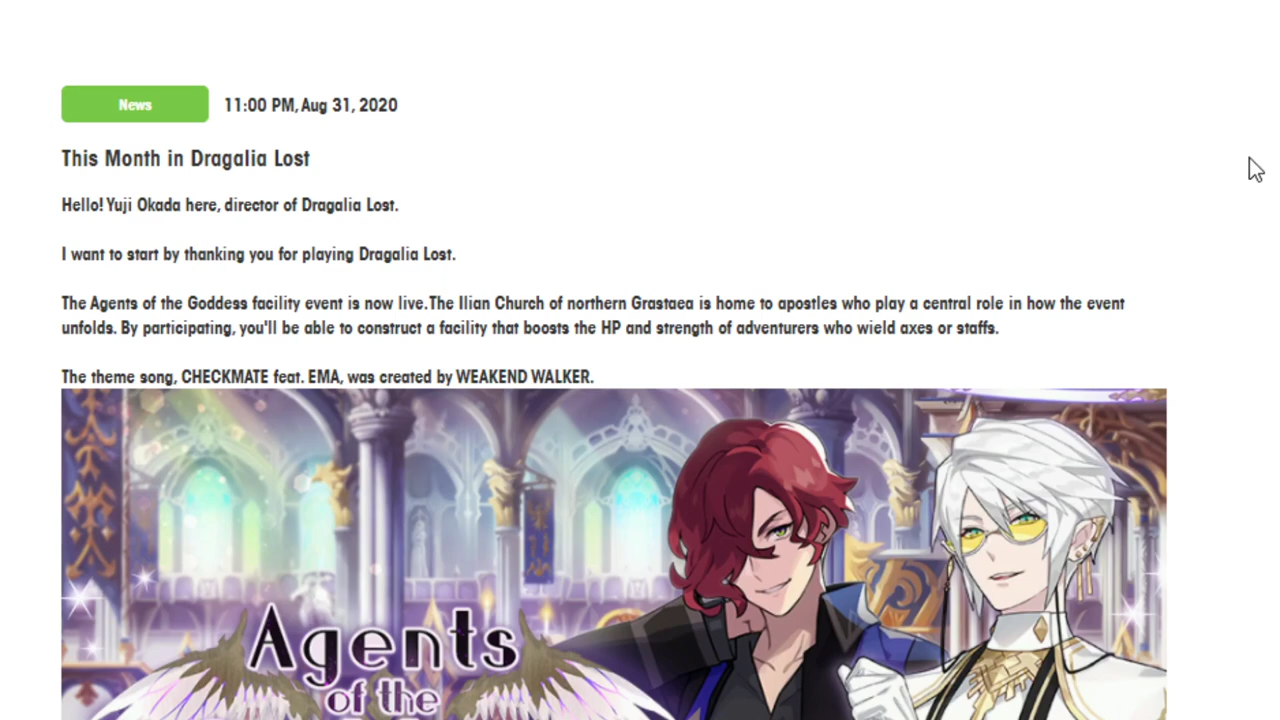 News
11:00 PM, Aug 31, 2020
This Month in Dragalia Lost
Hello! Yuji Okada here, director of Dragalia Lost.
I want to start by thanking you for playing Dragalia Lost.
The Agents of the Goddess facility event is now live.The Ilian Church of northern Grastaea is home to apostles who play a central role in how the event
unfolds. By participating, you'll be able to construct a facility that boosts the HP and strength of adventurers who wield axes or staffs.
The theme song, CHECKMATE feat. EMA, was created by WEAKEND WALKER.
Agents
of the